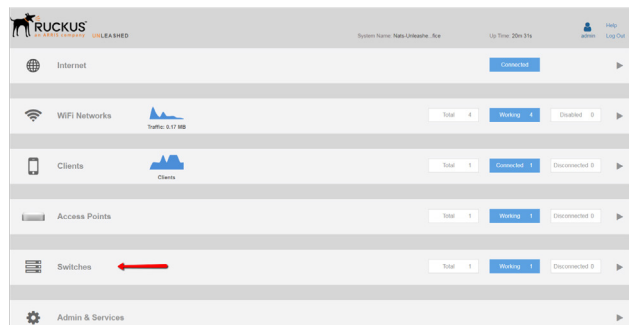 RUCKUS
an ARRIS company UNLEASHED
System Name: Nats-Unleashe..6ce
Up Time: 20m 31s
admin
Help
Log Out
Internet
Connected
WiFi Networks
Traffic: 0.17 MB
Total 4
Working 4
Disabled 0
Clients
Clients
Total 1
Connected 1
Disconnected 0
Access Points
Total 1
Working 1
Disconnected 0
Switches
Total 1
Working 1
Disconnected 0
Admin & Services